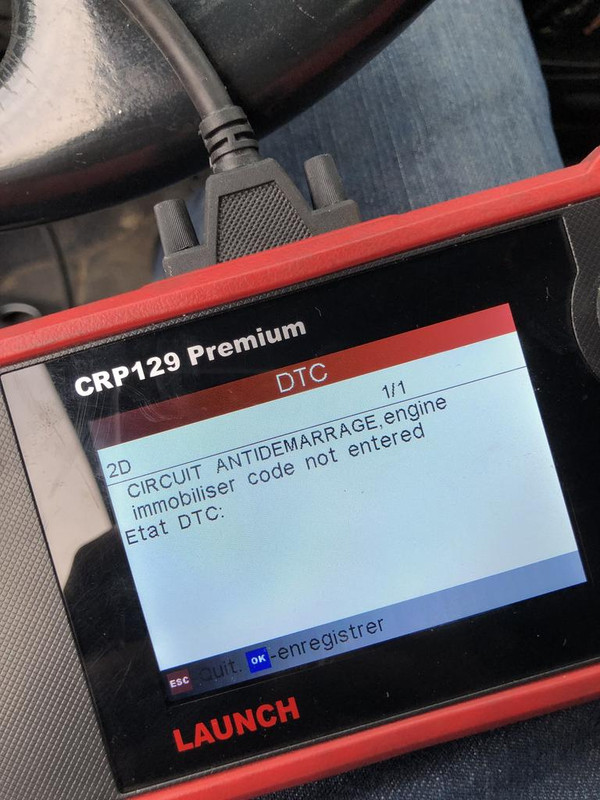 CRP129 Premium
DTC
1/1
2D
CIRCUIT ANTIDEMARRAGE,engine
immobiliser code not entered
Etat DTC:
ESC Quit. OK-enregistrer
LAUNCH